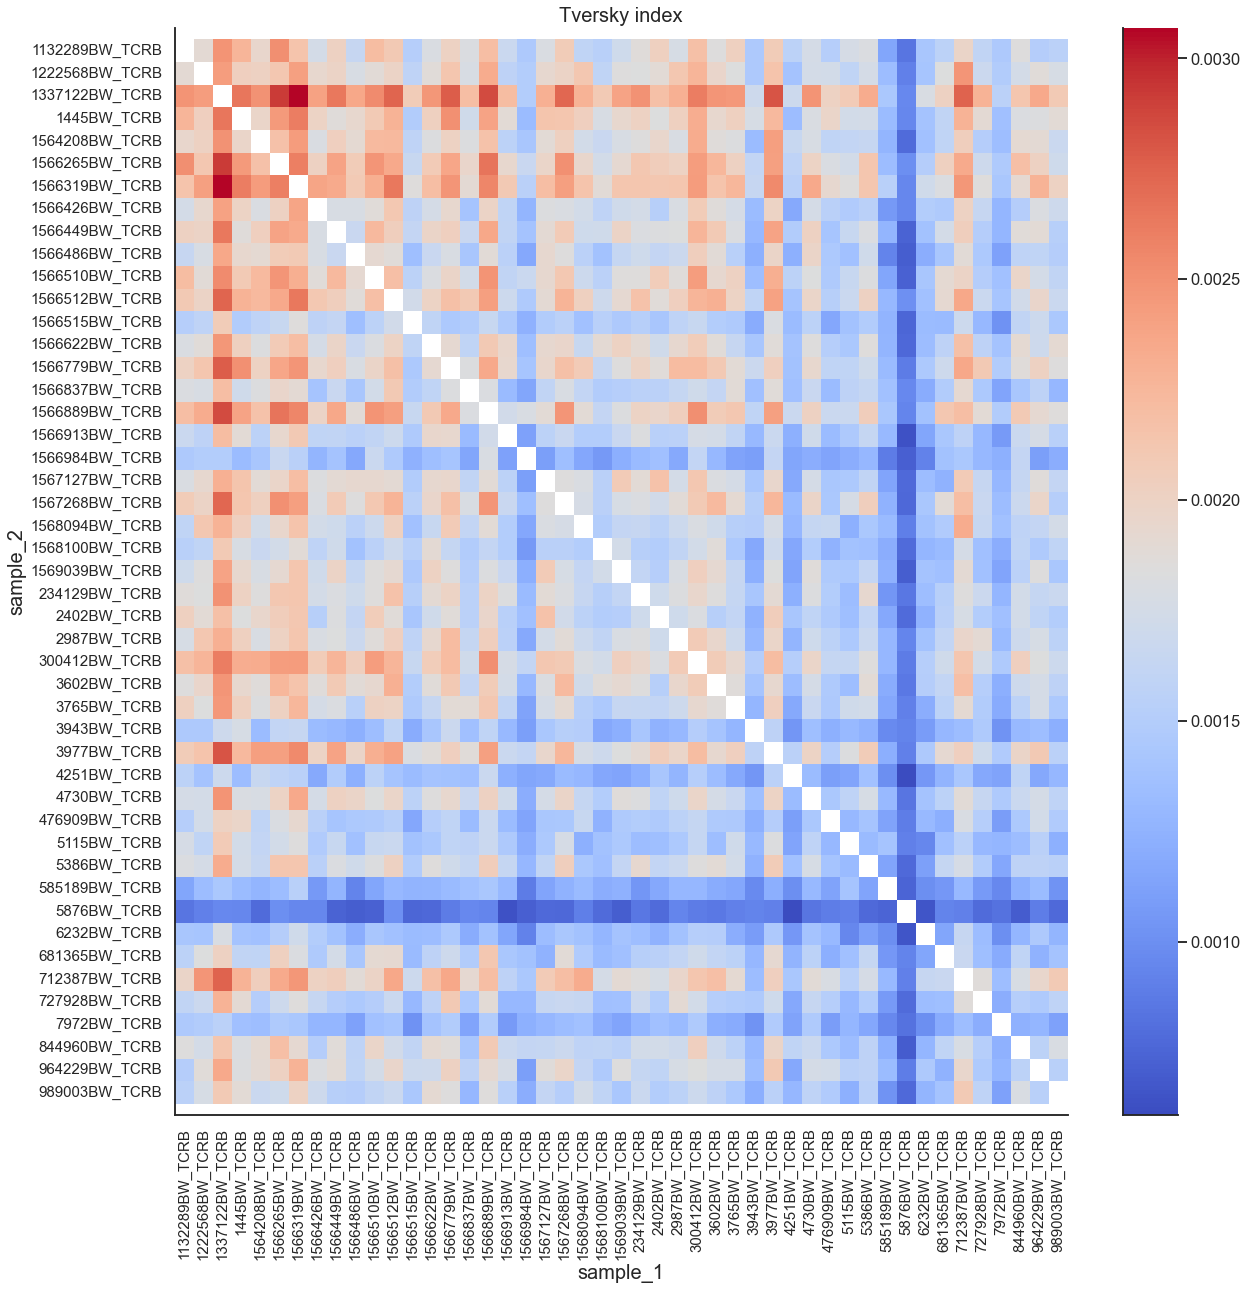 Tversky index
sample_2
1132289BW_TCRB
1222568BW_TCRB
1337122BW_TCRB
1445BW_TCRB
1564208BW_TCRB
1566265BW_TCRB
1566319BW_TCRB
1566426BW_TCRB
1566449BW_TCRB
1566486BW_TCRB
1566510BW_TCRB
1566512BW_TCRB
1566515BW_TCRB
1566622BW_TCRB
1566779BW_TCRB
1566837BW_TCRB
1566889BW_TCRB
1566913BW_TCRB
1566984BW_TCRB
1567127BW_TCRB
1567268BW_TCRB
1568094BW_TCRB
1568100BW_TCRB
1569039BW_TCRB
234129BW_TCRB
2402BW_TCRB
2987BW_TCRB
300412BW_TCRB
3602BW_TCRB
3765BW_TCRB
3943BW_TCRB
3977BW_TCRB
4251BW_TCRB
4730BW_TCRB
476909BW_TCRB
5115BW_TCRB
5386BW_TCRB
585189BW_TCRB
5876BW_TCRB
6232BW_TCRB
681365BW_TCRB
712387BW_TCRB
727928BW_TCRB
7972BW_TCRB
844960BW_TCRB
964229BW_TCRB
989003BW_TCRB
1132289BW_TCRB
1222568BW_TCRB
1337122BW_TCRB
1445BW_TCRB
1564208BW_TCRB
1566265BW_TCRB
1566319BW_TCRB
1566426BW_TCRB
1566449BW_TCRB
1566486BW_TCRB
1566510BW_TCRB
1566512BW_TCRB
1566515BW_TCRB
1566622BW_TCRB
1566779BW_TCRB
1566837BW_TCRB
1566889BW_TCRB
1566913BW_TCRB
1566984BW_TCRB
1567127BW_TCRB
1567268BW_TCRB
1568094BW_TCRB
1568100BW_TCRB
1569039BW_TCRB
234129BW_TCRB
2402BW_TCRB
2987BW_TCRB
300412BW_TCRB
3602BW_TCRB
3765BW_TCRB
3943BW_TCRB
3977BW_TCRB
4251BW_TCRB
4730BW_TCRB
476909BW_TCRB
5115BW_TCRB
5386BW_TCRB
585189BW_TCRB
5876BW_TCRB
6232BW_TCRB
681365BW_TCRB
712387BW_TCRB
727928BW_TCRB
7972BW_TCRB
844960BW_TCRB
964229BW_TCRB
989003BW_TCRB
sample_1
0.0030
0.0025
0.0020
0.0015
0.0010